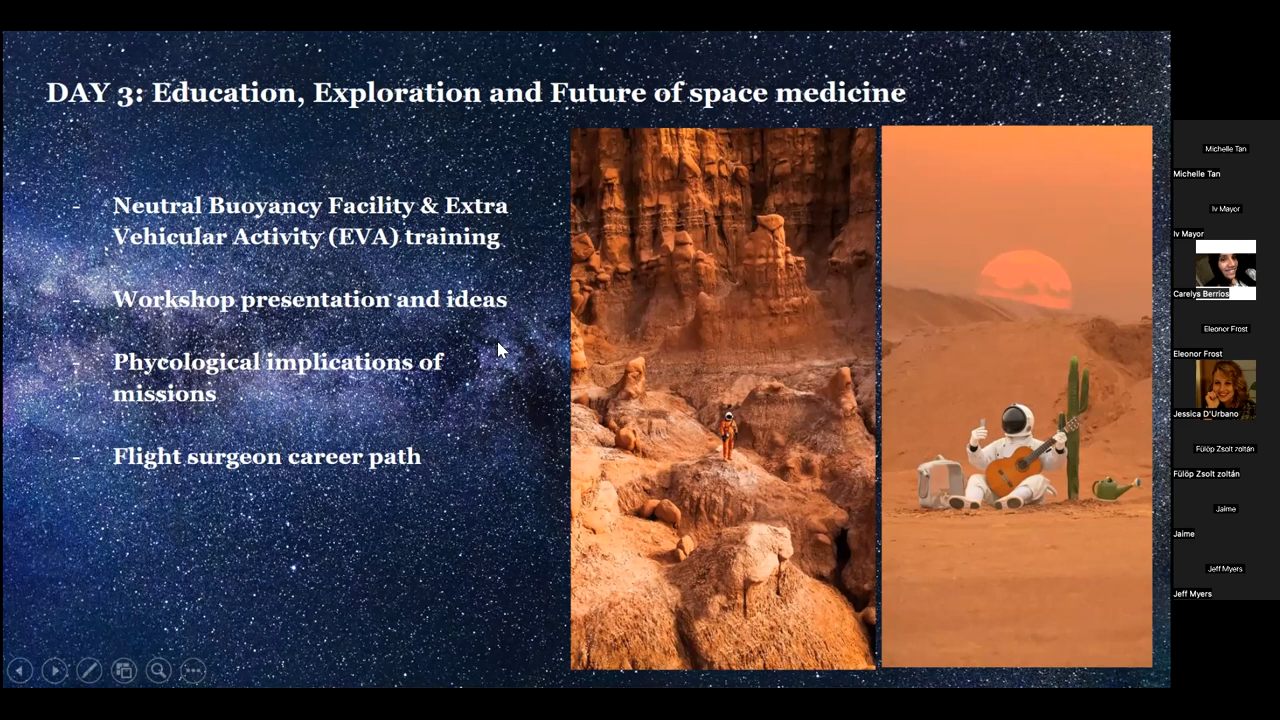 DAY 3: Education, Exploration and Future of space medicine
- Neutral Buoyancy Facility & Extra
Vehicular Activity (EVA) training
- Workshop presentation and ideas
- Phycological implications of
missions
- Flight surgeon career path
Michelle Tan
Michelle Tan
Iv Mayor
Iv Mayor
Carelys Berrios
Eleonor Frost
Eleonor Frost
Jessica D'Urbano
Fülöp Zsolt zoltán
Fülöp Zsolt zoltán
Jaime
Jaime
Jeff Myers
Jeff Myers